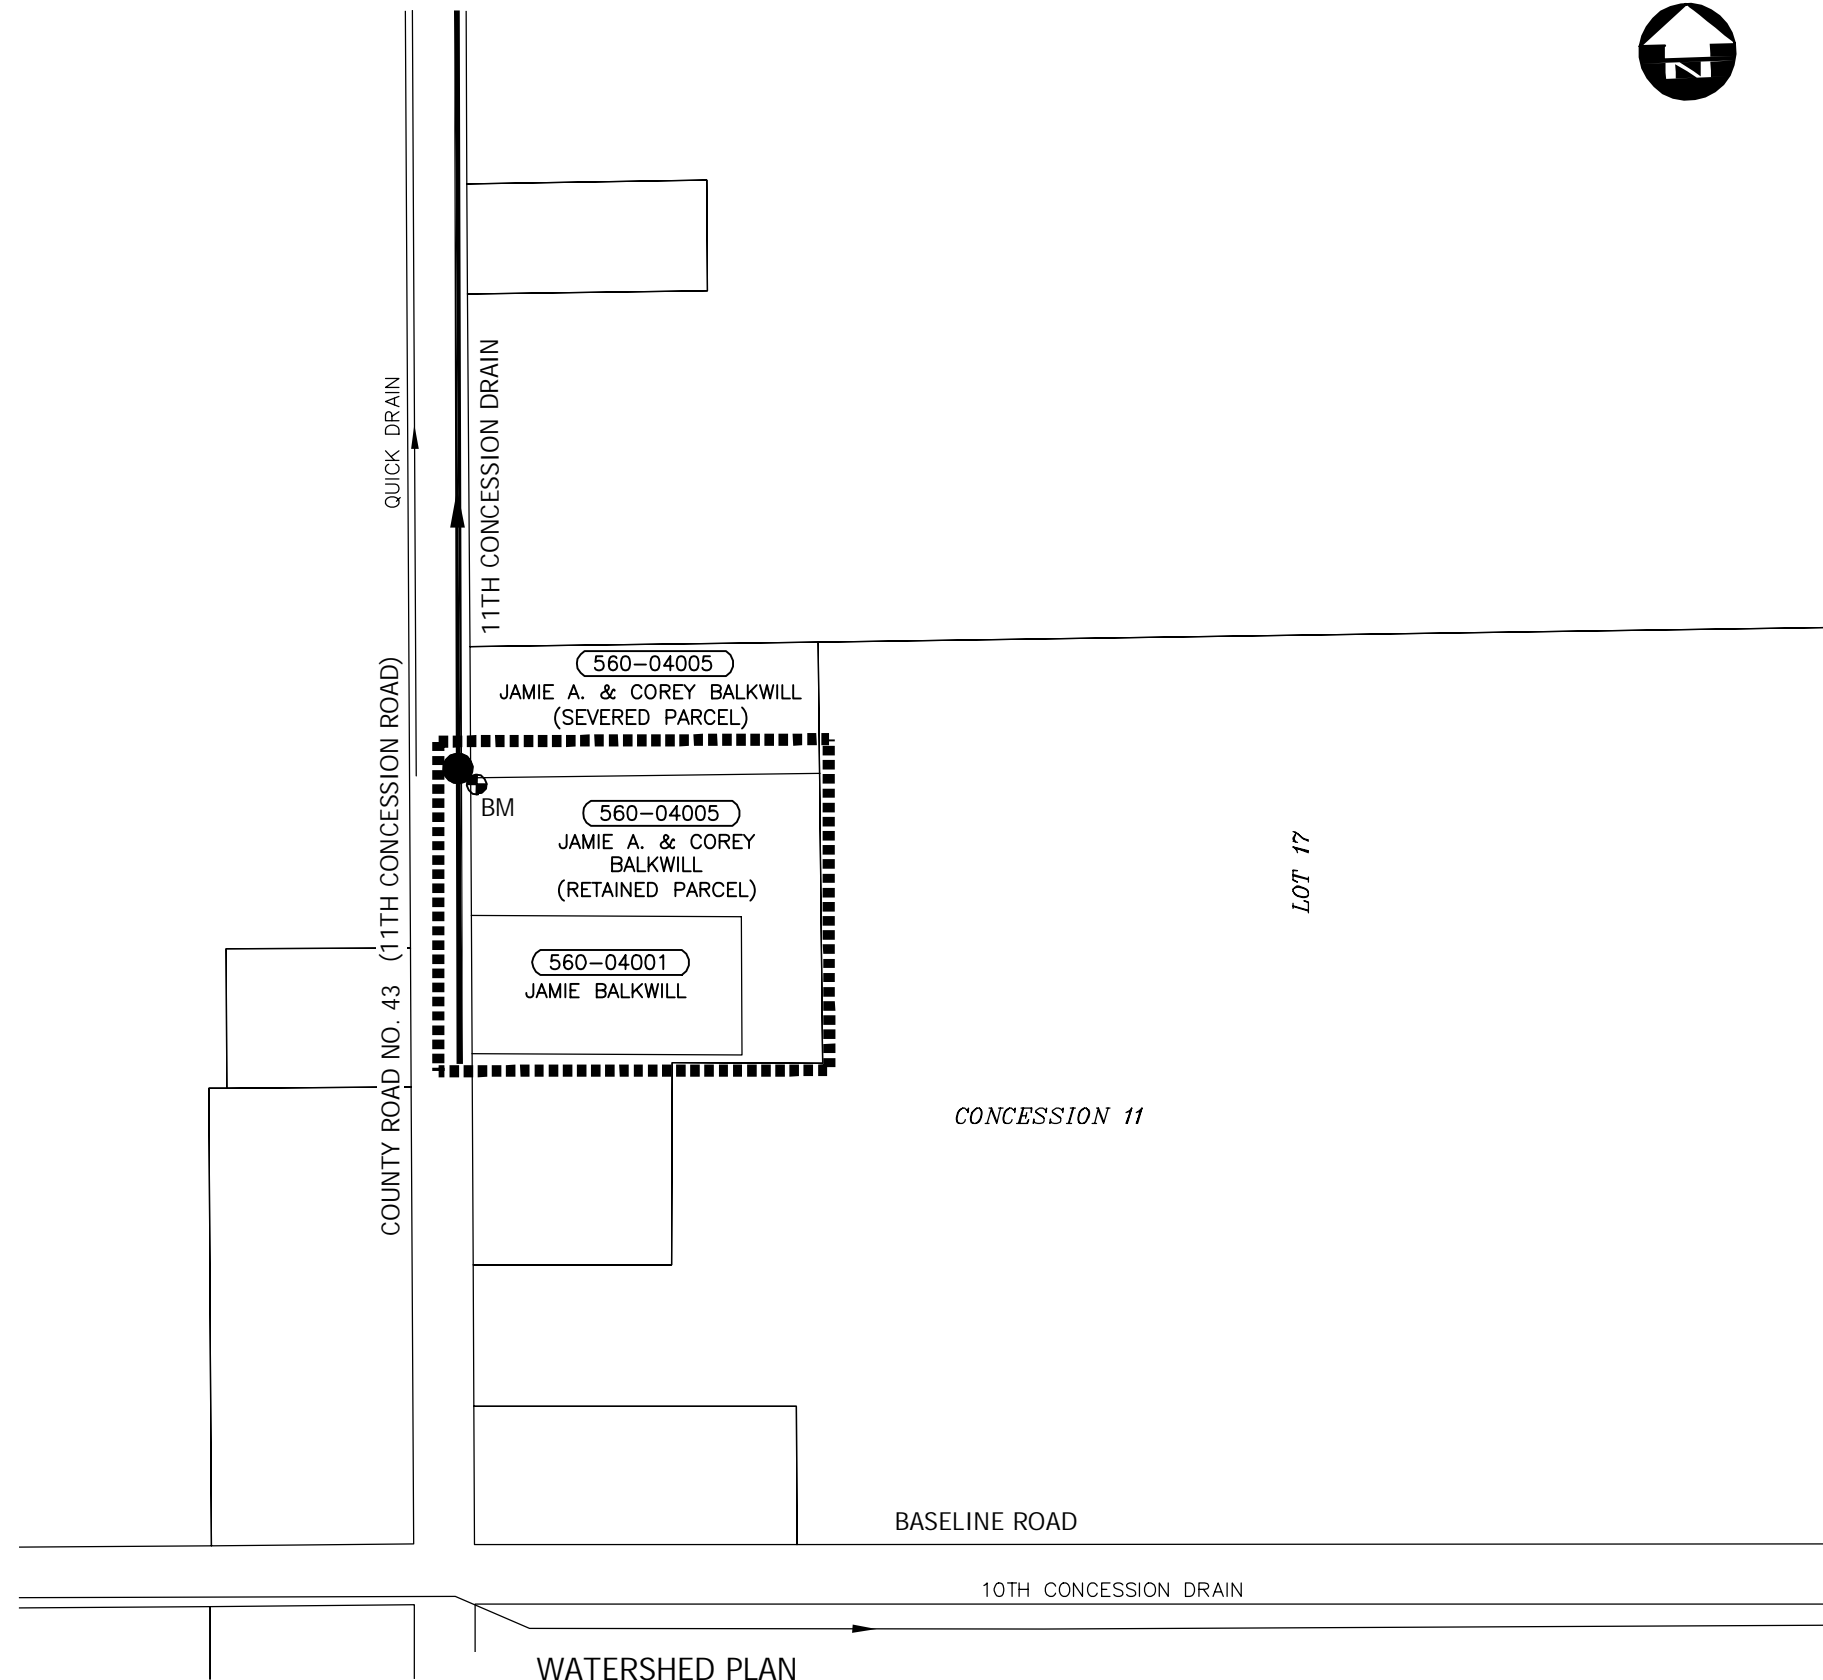 N
QUICK DRAIN
11TH CONCESSION DRAIN
560-04005
JAMIE A. & COREY BALKWILL
(SEVERED PARCEL)
BM
560-04005
JAMIE A. & COREY
BALKWILL
(RETAINED PARCEL)
560-04001
JAMIE BALKWILL
COUNTY ROAD NO. 43 (11TH CONCESSION ROAD)
LOT 17
CONCESSION 11
BASELINE ROAD
10TH CONCESSION DRAIN
WATERSHED PLAN